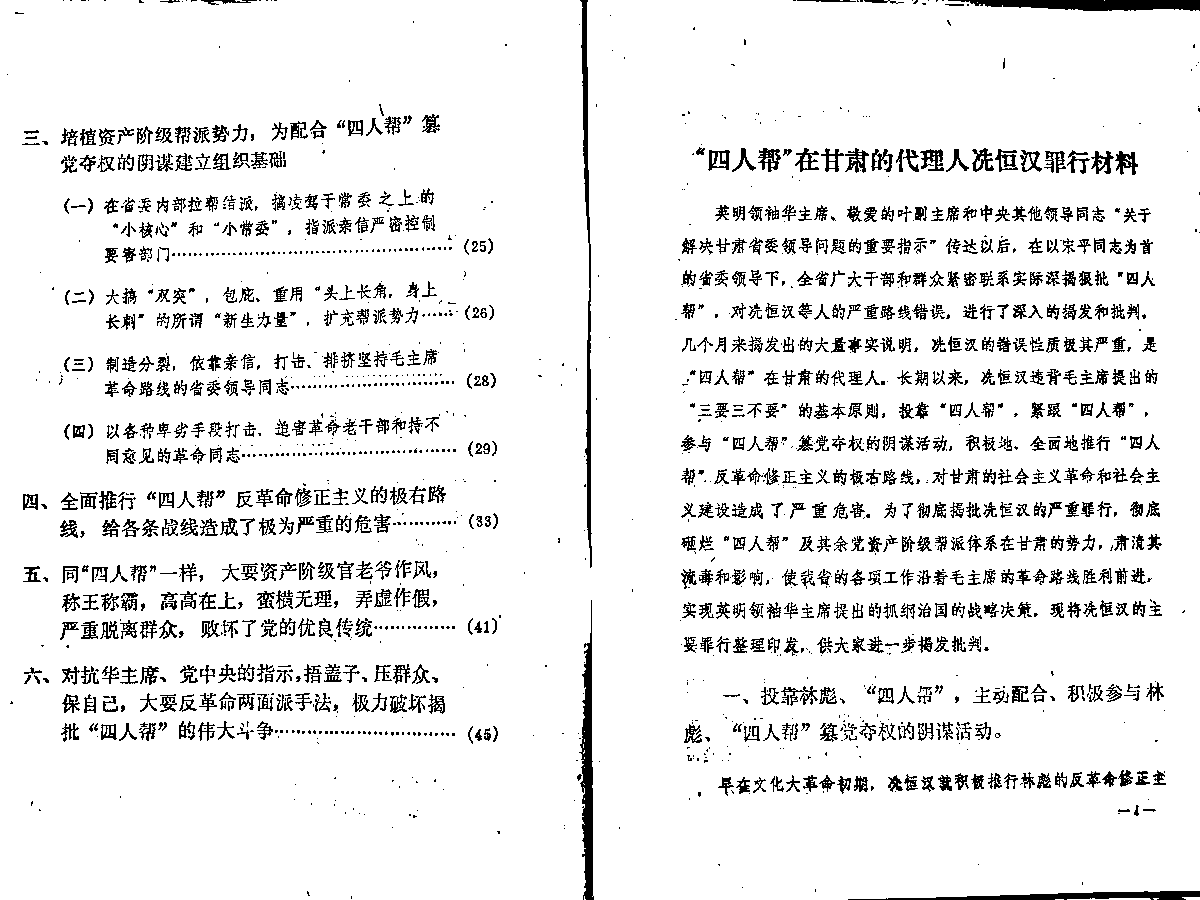 三、培植资产阶级帮派势力，为配合“四人帮”篡
党夺权的阴谋建立组织基础
(一) 在省委内部拉帮结派，搞凌驾于常委之上的
“小核心”和“小常委”，指派亲信严密控制
要害部门……………………………………(25)
(二) 大搞“双突”，包庇、重用“头上长角，身上
长刺”的所谓“新生力量”，扩充帮派势力……(26)
(三) 制造分裂，依靠亲信，打击、排挤坚持毛主席
革命路线的省委领导同志……………………(28)
(四) 以各种卑劣手段打击、迫害革命老干部和持不
同意见的革命同志……………………………(29)
四、全面推行“四人帮”反革命修正主义的极右路
线，给各条战线造成了极为严重的危害…………(33)
五、同“四人帮”一样，大耍资产阶级官老爷作风，
称王称霸，高高在上，蛮横无理，弄虚作假，
严重脱离群众，败坏了党的优良传统……………(41)
六、对抗华主席、党中央的指示，捂盖子、压群众、
保自己，大耍反革命两面派手法，极力破坏揭
批“四人帮”的伟大斗争…………………………(45)
“四人帮”在甘肃的代理人冼恒汉罪行材料
英明领袖华主席、敬爱的叶副主席和中央其他领导同志“关于
解决甘肃省委领导问题的重要指示”传达以后，在以宋平同志为首
的省委领导下，全省广大干部和群众紧密联系实际深揭狠批“四人
帮”，对冼恒汉等人的严重路线错误，进行了深入的揭发和批判。
几个月来揭发出的大量事实说明，冼恒汉的错误性质极其严重，是
“四人帮”在甘肃的代理人。长期以来，冼恒汉违背毛主席提出的
“三要三不要”的基本原则，投靠“四人帮”，紧跟“四人帮”，
参与“四人帮”篡党夺权的阴谋活动，积极地、全面地推行“四人
帮”反革命修正主义的极右路线，对甘肃的社会主义革命和社会主
义建设造成了严重危害。为了彻底揭批冼恒汉的严重罪行，彻底
砸烂“四人帮”及其余党资产阶级帮派体系在甘肃的势力，肃清其
流毒和影响，使我省的各项工作沿着毛主席的革命路线胜利前进，
实现英明领袖华主席提出的抓纲治国的战略决策，现将冼恒汉的主
要罪行整理印发，供大家进一步揭发批判。
一、投靠林彪、“四人帮”，主动配合、积极参与林
彪、“四人帮”篡党夺权的阴谋活动。
早在文化大革命初期，冼恒汉就积极推行林彪的反革命修正主
—1—